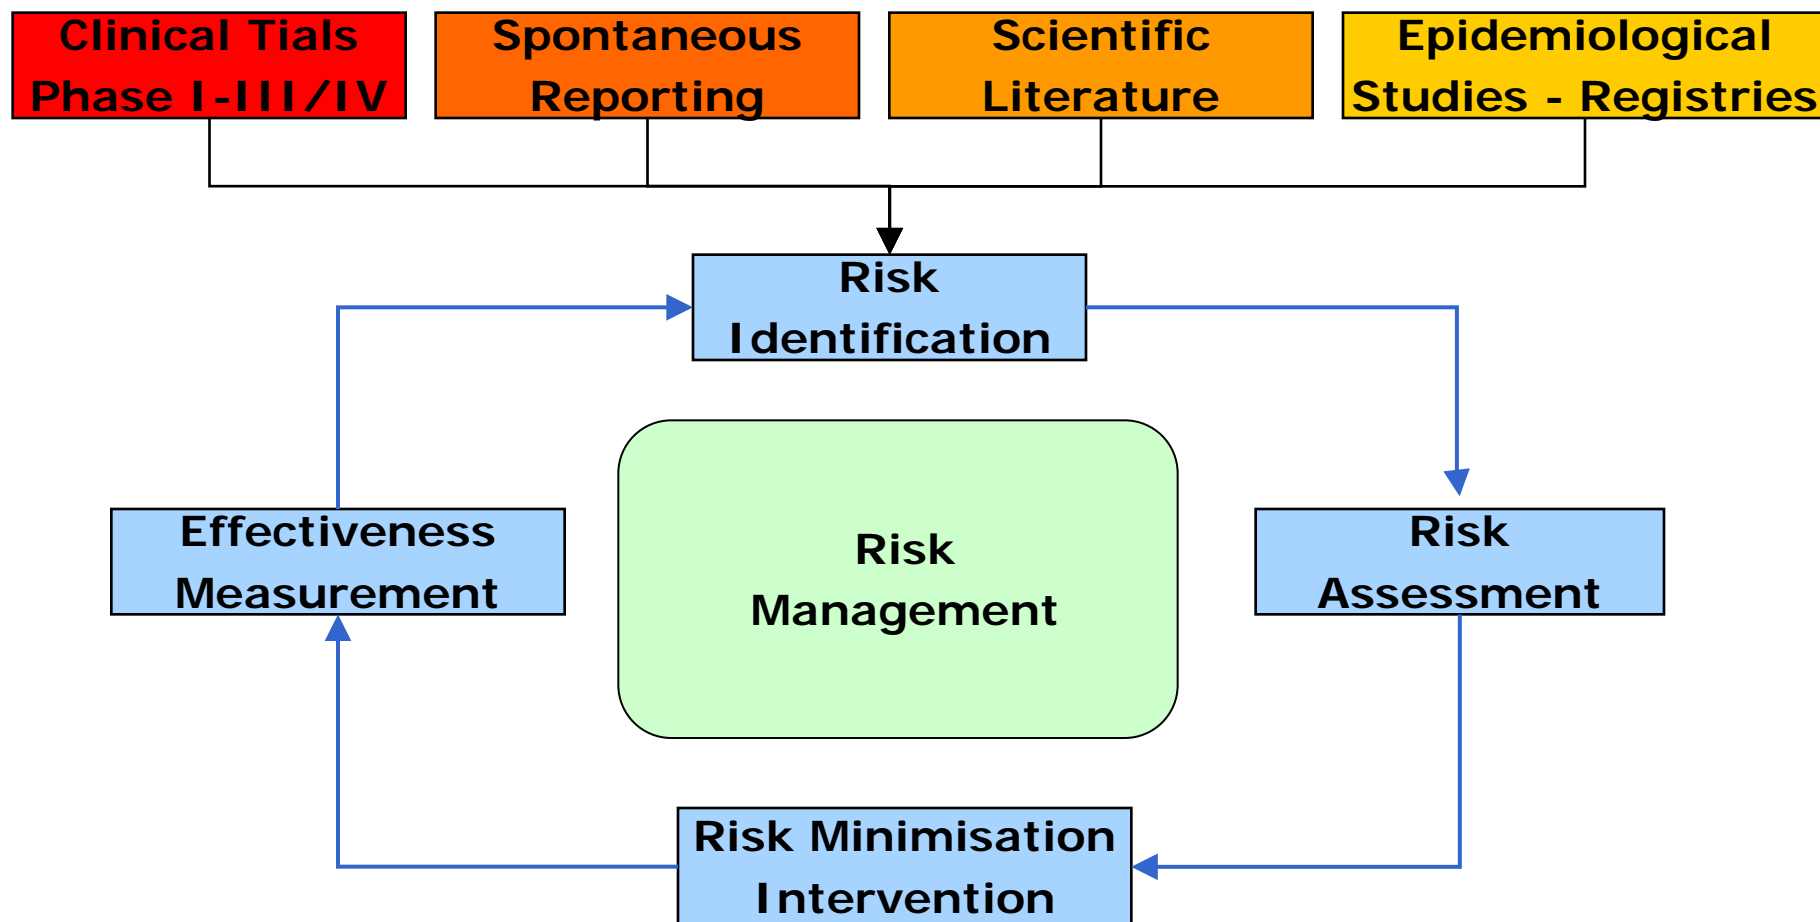 Clinical Tials
Phase I-III/IV
Spontaneous
Reporting
Scientific
Literature
Epidemiological
Studies - Registries
Risk
Identification
Effectiveness
Measurement
Risk
Management
Risk
Assessment
Risk Minimisation
Intervention